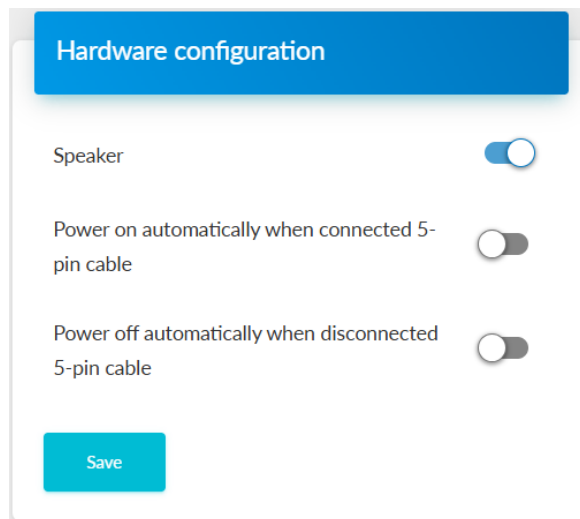 Hardware configuration
Speaker
Power on automatically when connected 5-
pin cable
Power off automatically when disconnected
5-pin cable
Save